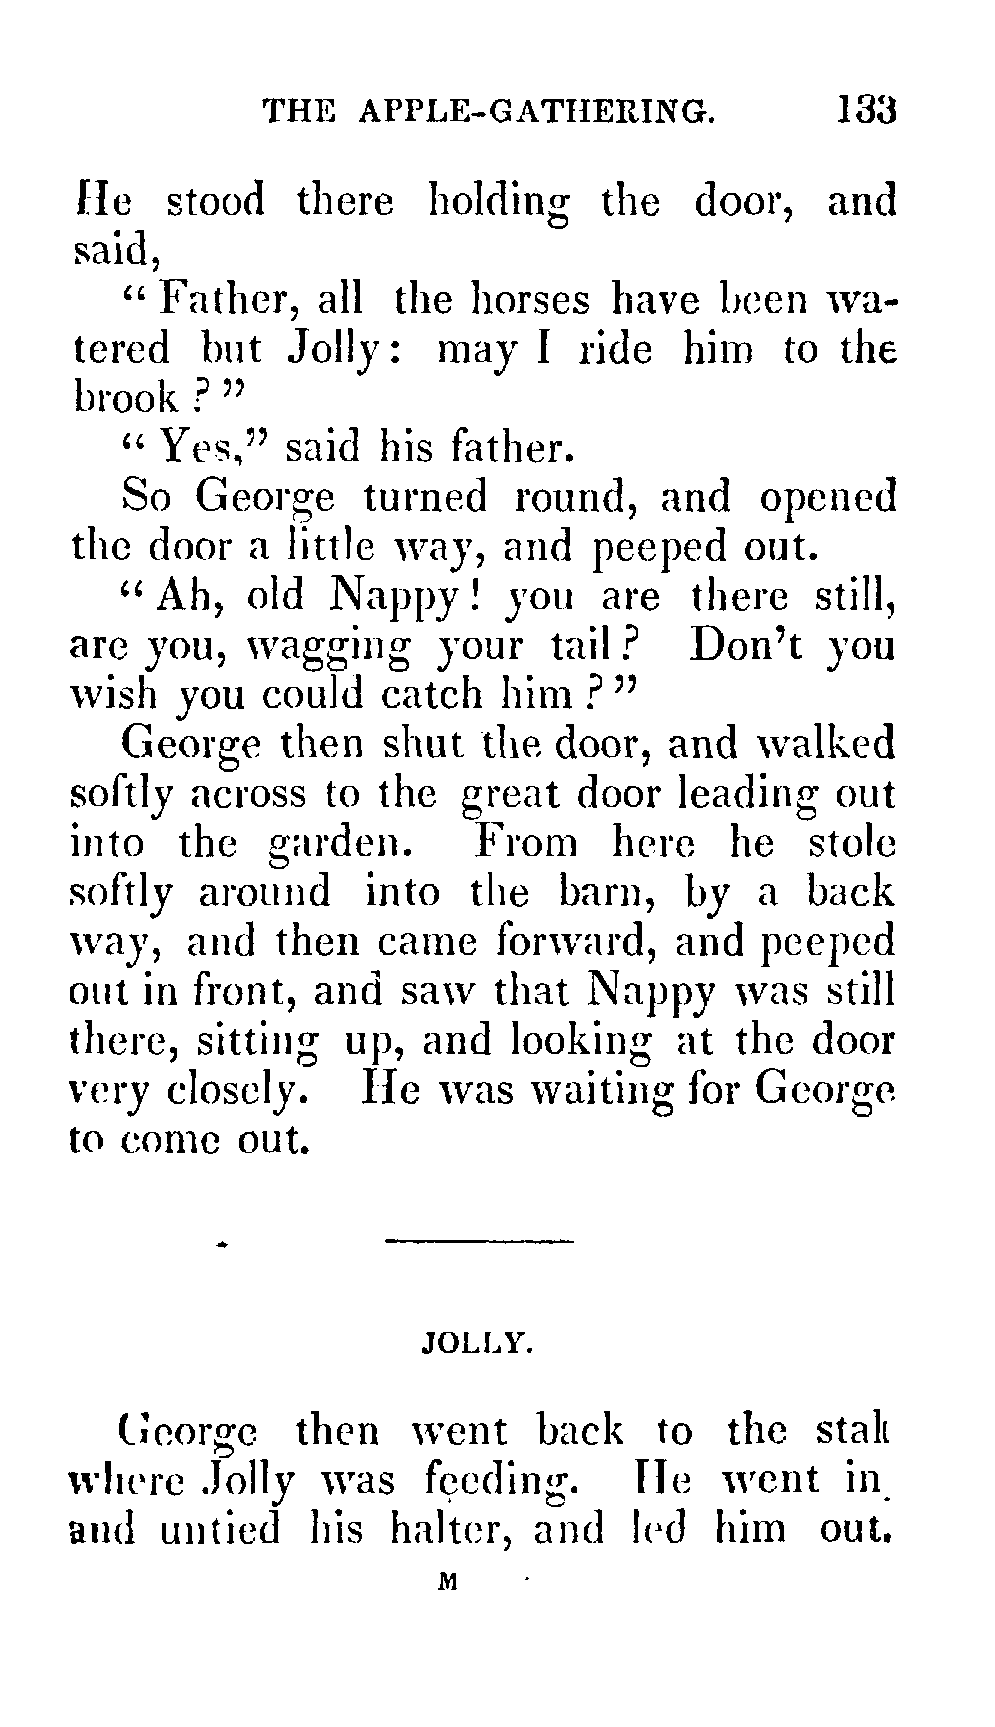 THE APPLE-GATHERING. 133
He stood there holding the door, and
said,
“ Father, all the horses have been wa-
tered but Jolly: may I ride him to the
brook ? ”
“ Yes,” said his father.
So George turned round, and opened
the door a little way, and peeped out.
“ Ah, old Nappy! you are there still,
are you, wagging your tail ? Don’t you
wish you could catch him ? ”
George then shut the door, and walked
softly across to the great door leading out
into the garden. From here he stole
softly around into the barn, by a back
way, and then came forward, and peeped
out in front, and saw that Nappy was still
there, sitting up, and looking at the door
very closely. He was waiting for George
to come out.
JOLLY.
George then went back to the stall
where Jolly was feeding. He went in
and untied his halter, and led him out.
M